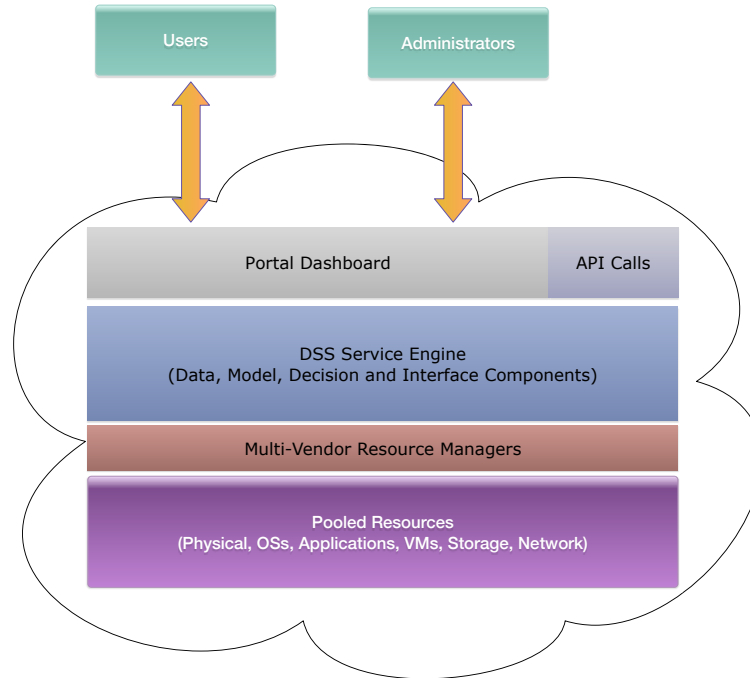 Users
Administrators
Portal Dashboard
API Calls
DSS Service Engine
(Data, Model, Decision and Interface Components)
Multi-Vendor Resource Managers
Pooled Resources
(Physical, OSs, Applications, VMs, Storage, Network)